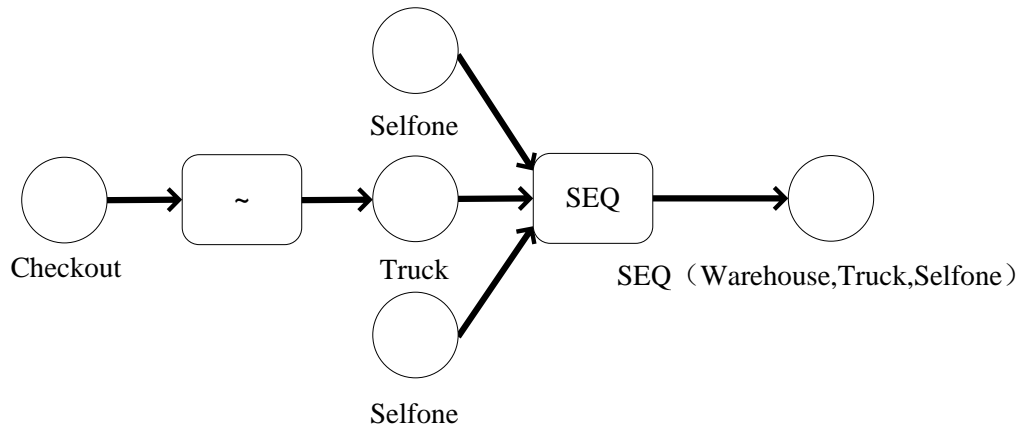 Selfone
~
SEQ
Checkout
Truck
SEQ（Warehouse,Truck,Selfone）
Selfone